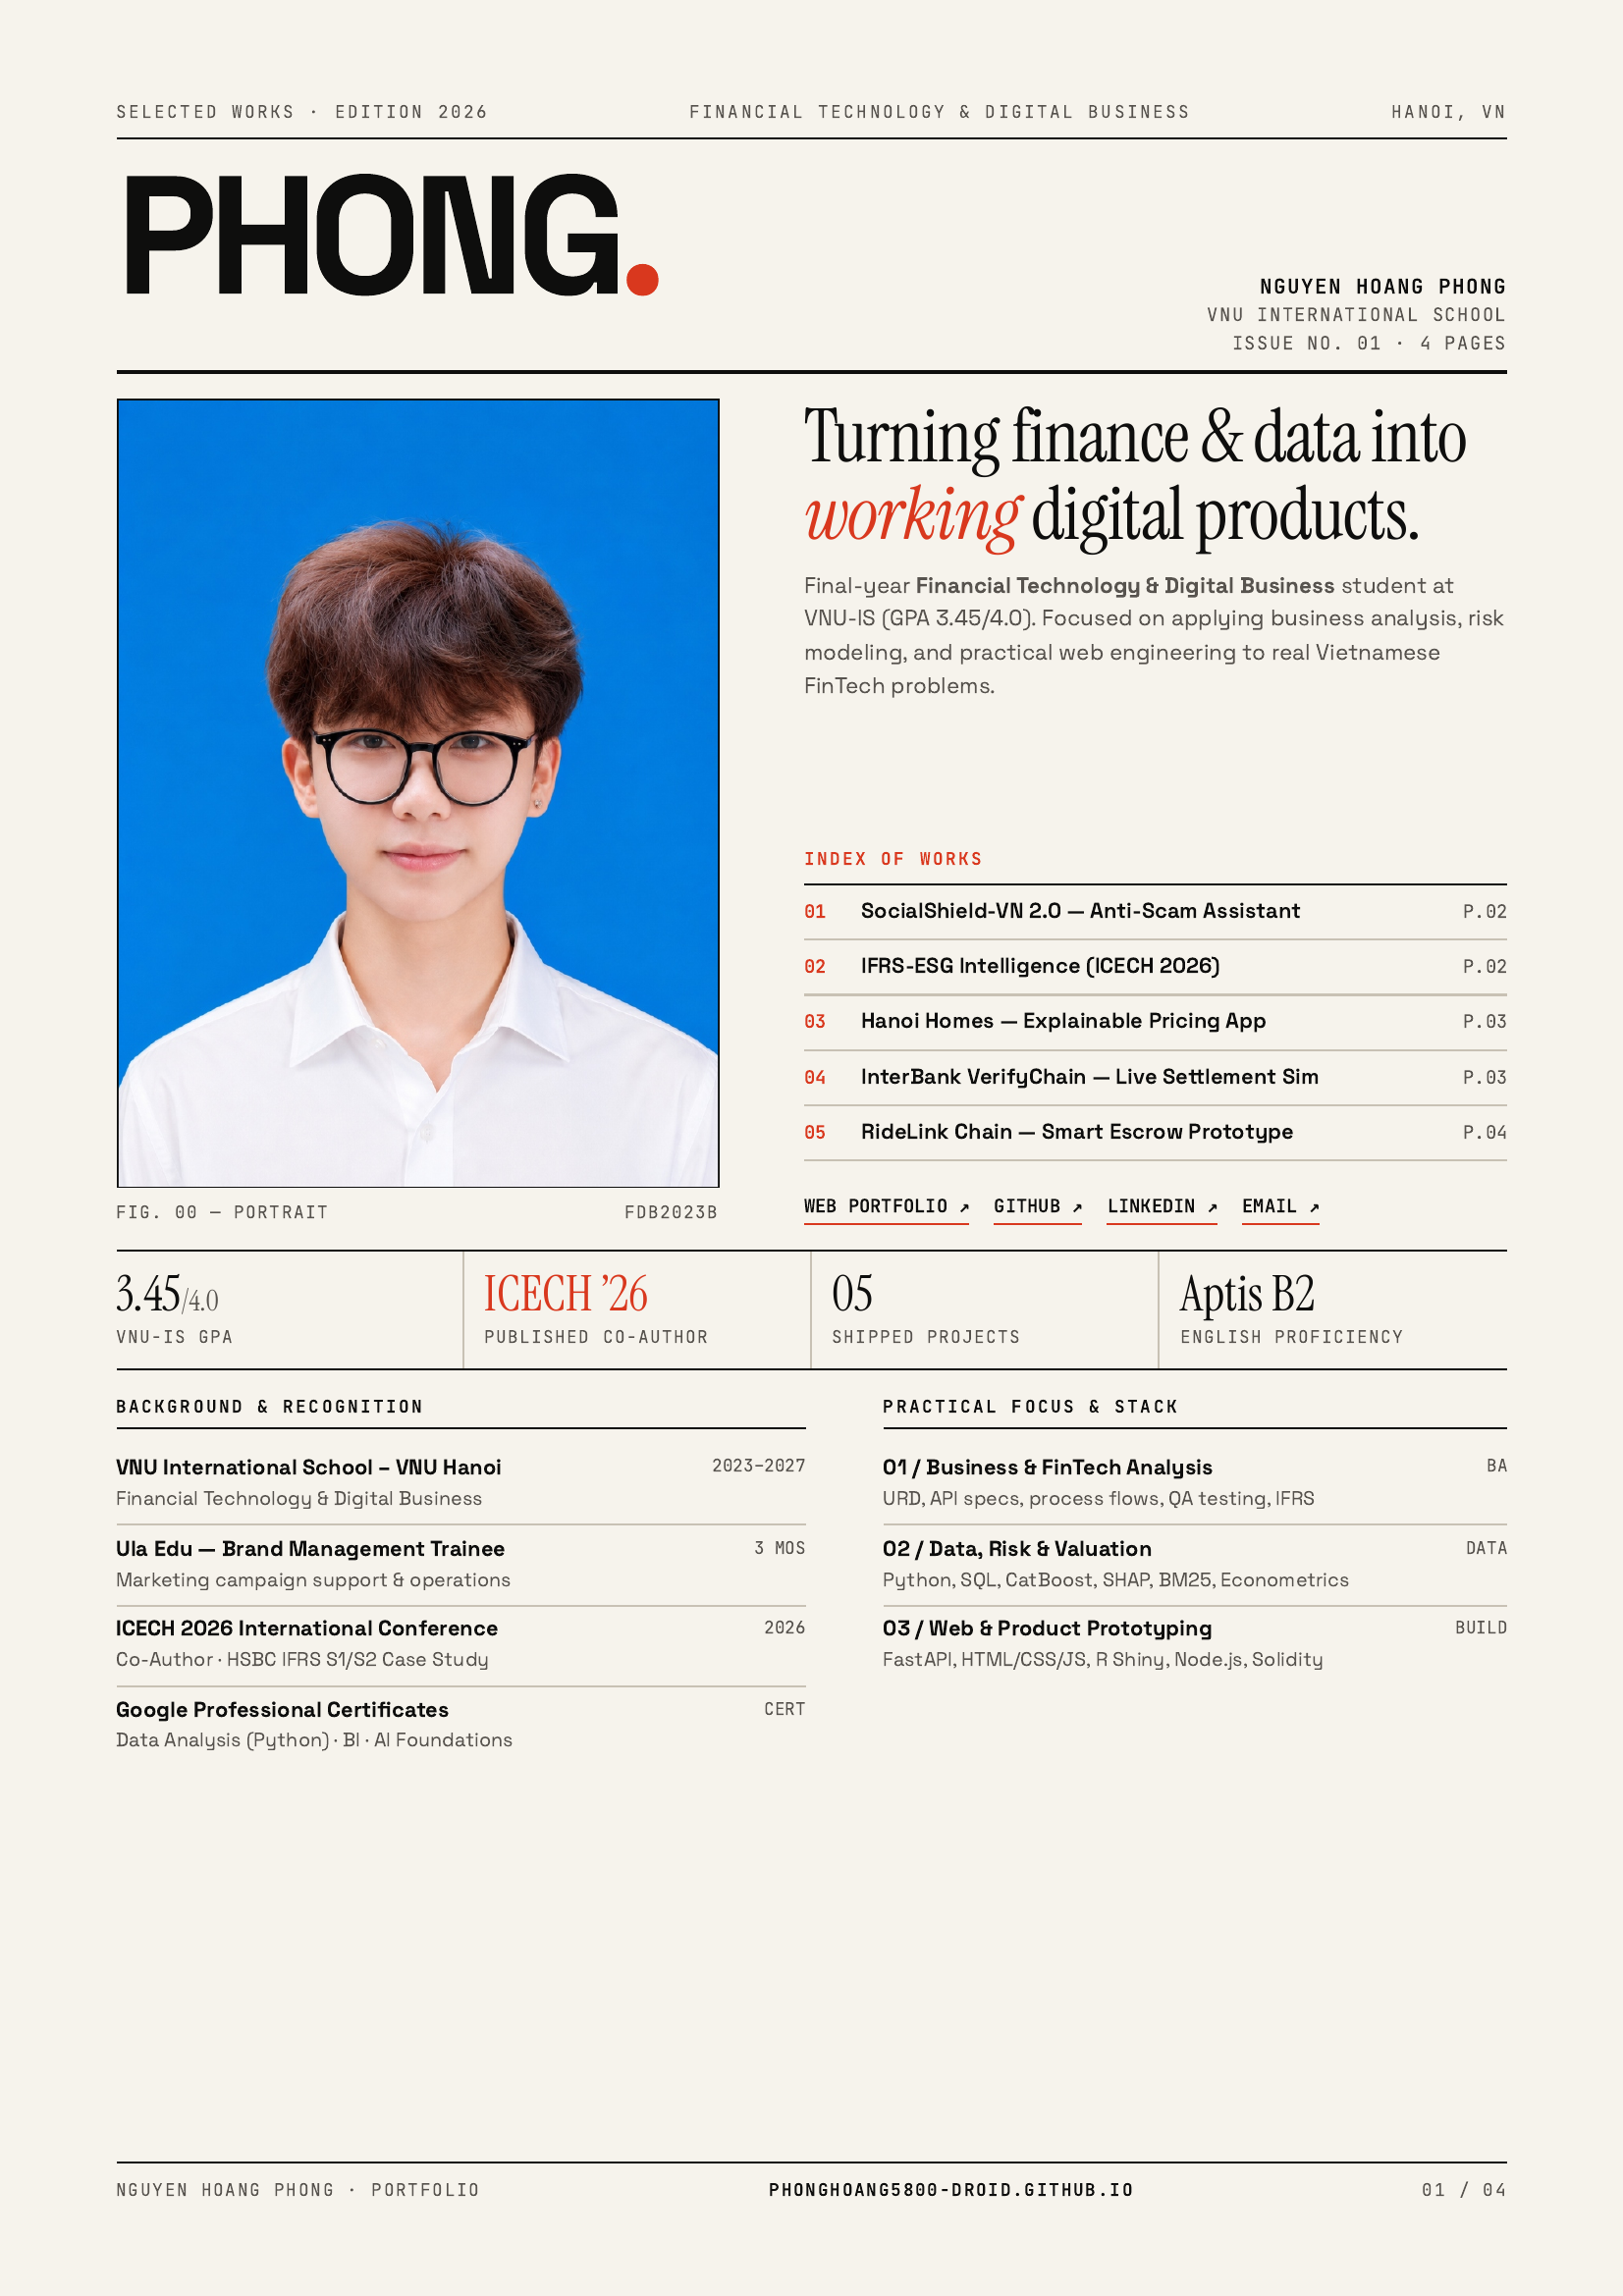 SELECTED WORKS · EDITION 2026
FINANCIAL TECHNOLOGY & DIGITAL BUSINESS
HANOI, VN
PHONG.
NGUYEN HOANG PHONG
VNU INTERNATIONAL SCHOOL
ISSUE NO. 01 · 4 PAGES
Turning finance & data into
working digital products.
Final-year Financial Technology & Digital Business student at
VNU-IS (GPA 3.45/4.0). Focused on applying business analysis, risk
modeling, and practical web engineering to real Vietnamese
FinTech problems.
INDEX OF WORKS
01 SocialShield-VN 2.0 — Anti-Scam Assistant P.02
02 IFRS-ESG Intelligence (ICECH 2026) P.02
03 Hanoi Homes — Explainable Pricing App P.03
04 InterBank VerifyChain — Live Settlement Sim P.03
05 RideLink Chain — Smart Escrow Prototype P.04
WEB PORTFOLIO ↗ GITHUB ↗ LINKEDIN ↗ EMAIL ↗
FIG. 00 — PORTRAIT FDB2023B
3.45/4.0
VNU-IS GPA
ICECH ’26
PUBLISHED CO-AUTHOR
05
SHIPPED PROJECTS
Aptis B2
ENGLISH PROFICIENCY
BACKGROUND & RECOGNITION
VNU International School – VNU Hanoi 2023–2027
Financial Technology & Digital Business
Ula Edu — Brand Management Trainee 3 MOS
Marketing campaign support & operations
ICECH 2026 International Conference 2026
Co-Author · HSBC IFRS S1/S2 Case Study
Google Professional Certificates CERT
Data Analysis (Python) · BI · AI Foundations
PRACTICAL FOCUS & STACK
01 / Business & FinTech Analysis BA
URD, API specs, process flows, QA testing, IFRS
02 / Data, Risk & Valuation DATA
Python, SQL, CatBoost, SHAP, BM25, Econometrics
03 / Web & Product Prototyping BUILD
FastAPI, HTML/CSS/JS, R Shiny, Node.js, Solidity
NGUYEN HOANG PHONG · PORTFOLIO
PHONGHOANG5800-DROID.GITHUB.IO
01 / 04